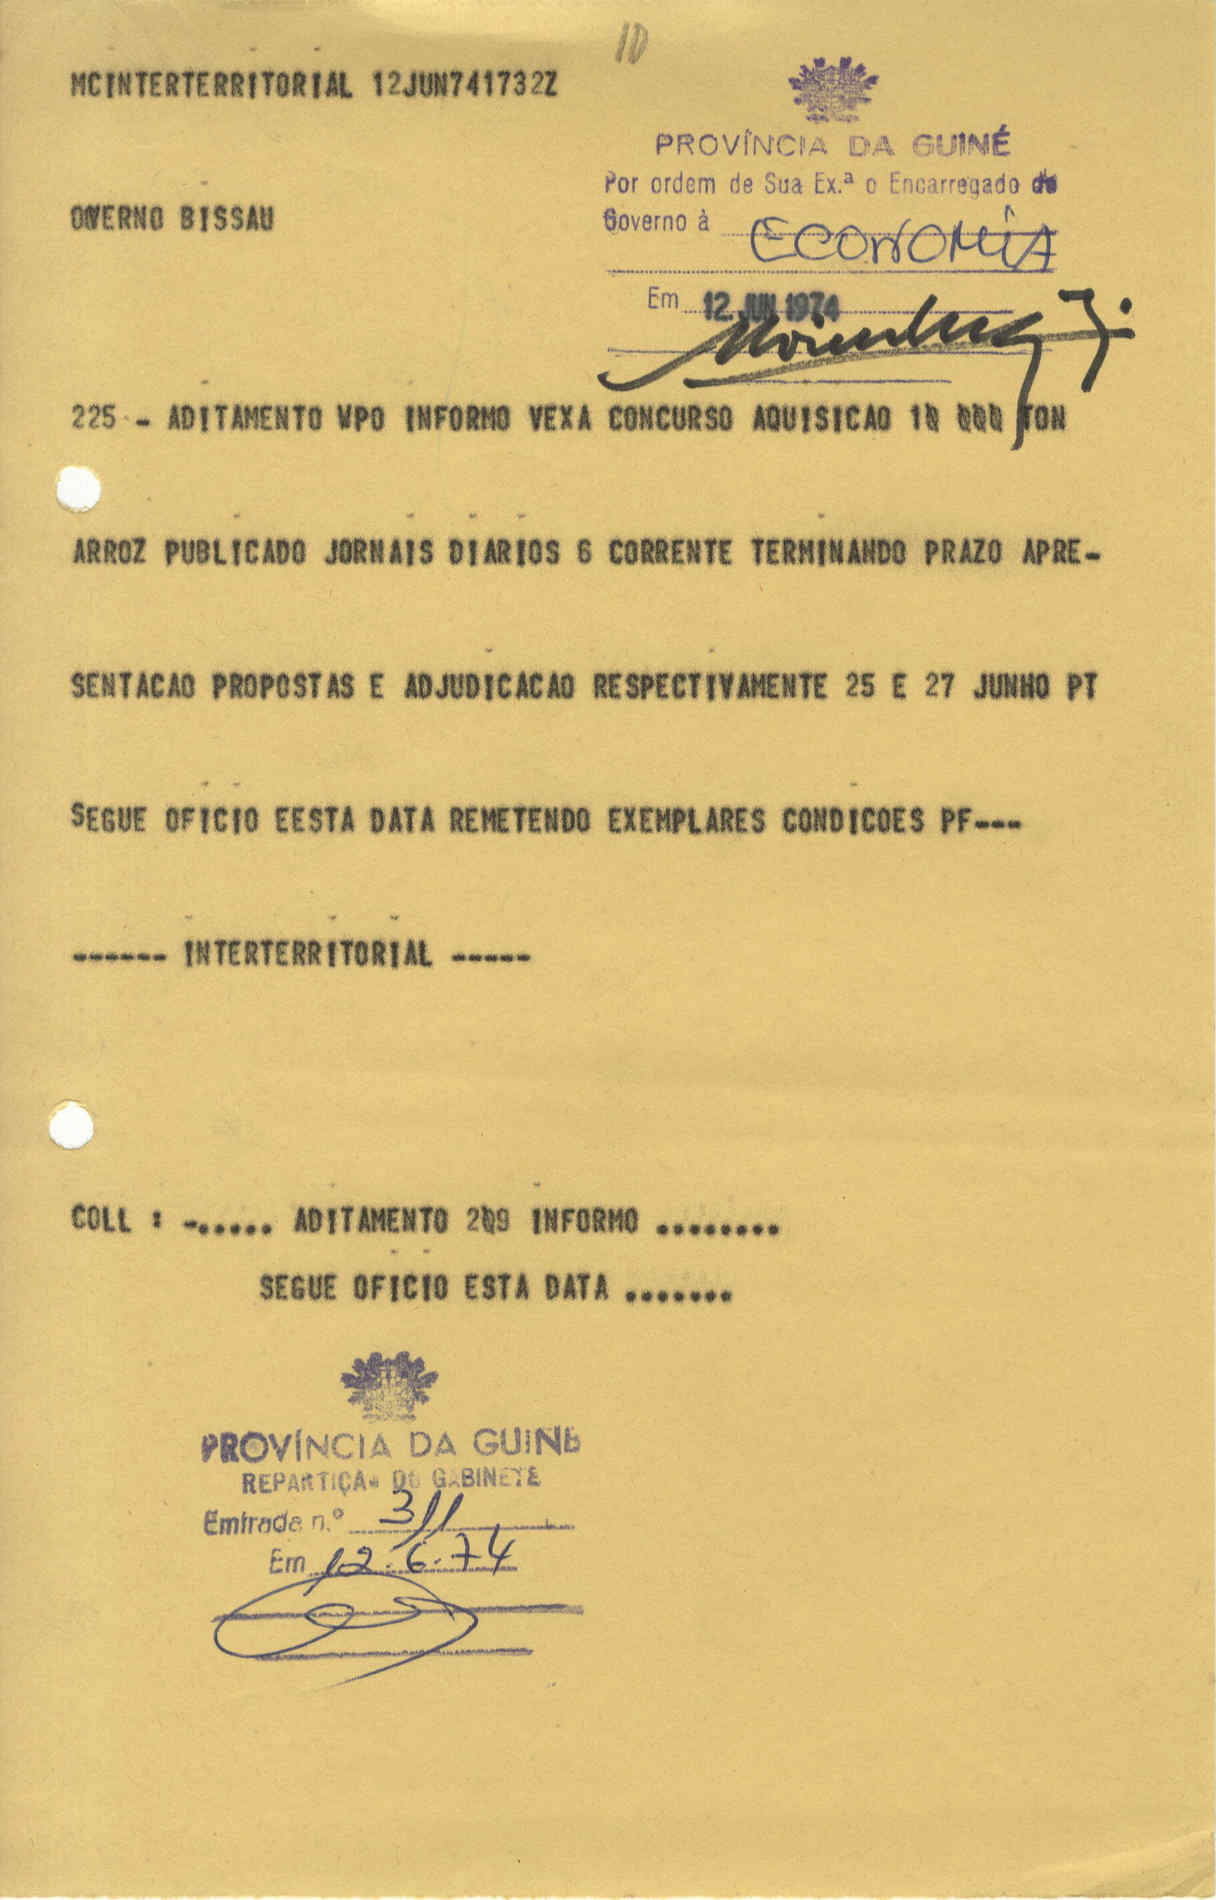 10
MCINTERTERRITORIAL 12JUN741732Z
PROVÍNCIA DA GUINÉ
Por ordem de Sua Ex.ª o Encarregado de
Governo à ECONOMIA
OVERNO BISSAU
Em 12. JUN 1974
225 - ADITAMENTO WPO INFORMO VEXA CONCURSO AQUISICAO 10 000 TON
ARROZ PUBLICADO JORNAIS DIARIOS 6 CORRENTE TERMINANDO PRAZO APRE-
SENTACAO PROPOSTAS E ADJUDICACAO RESPECTIVAMENTE 25 E 27 JUNHO PT
SEGUE OFICIO EESTA DATA REMETENDO EXEMPLARES CONDICOES PF---
------ INTERTERRITORIAL -----
COLL : -..... ADITAMENTO 209 INFORMO ........
SEGUE OFICIO ESTA DATA .......
PROVÍNCIA DA GUINÉ
REPARTIÇÃO DO GABINETE
Entrada n.º 311
Em 12.6.74